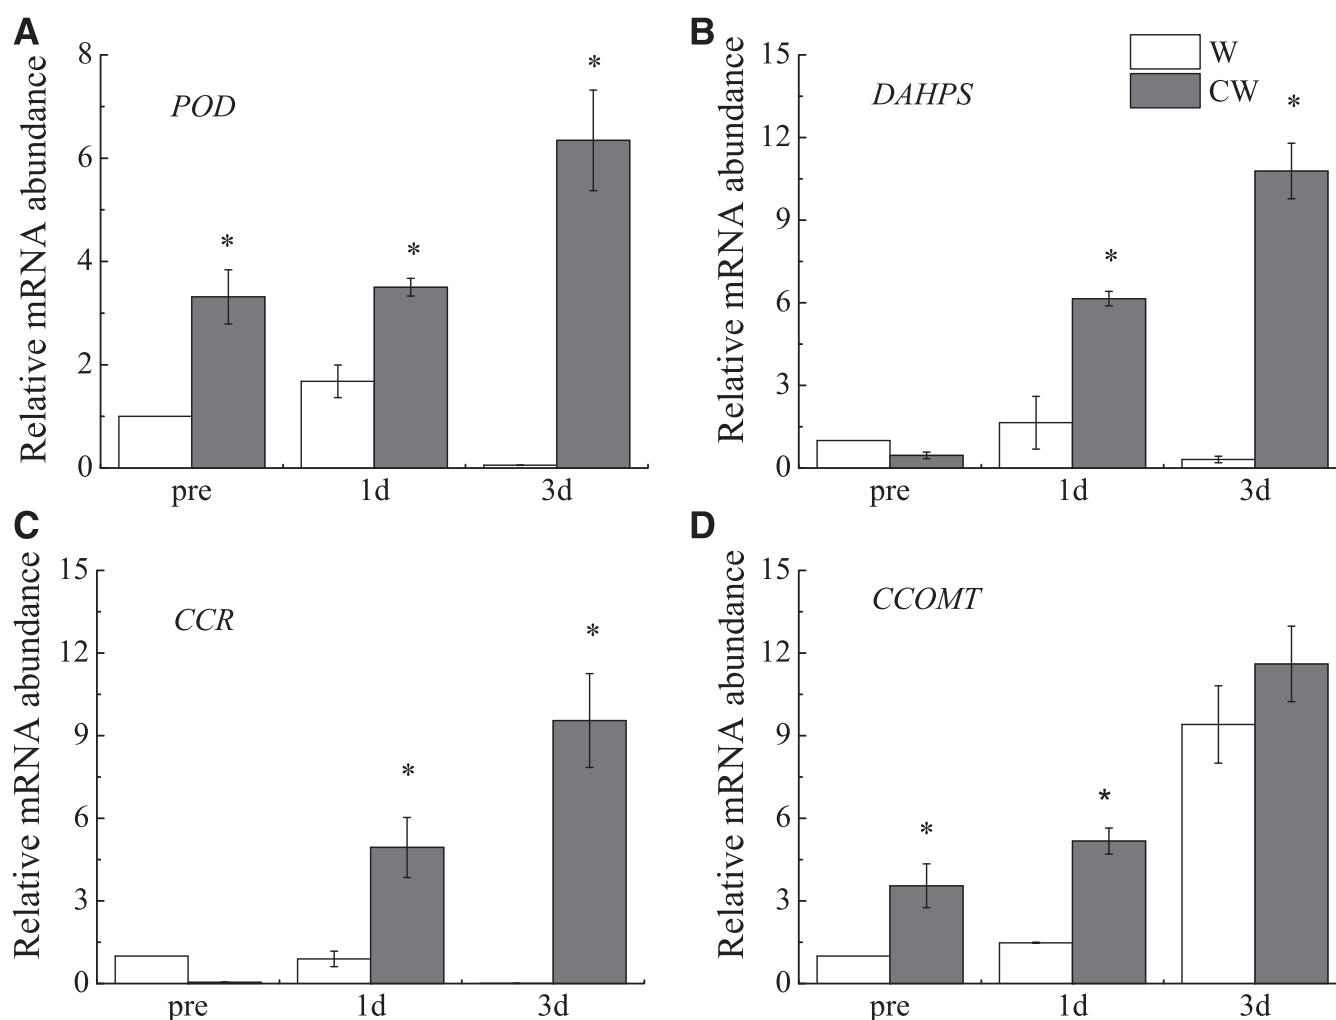 A
Relative mRNA abundance
8
6
4
2
0
POD
*
*
*
pre 1d 3d
B
Relative mRNA abundance
15
12
9
6
3
0
DAHPS
W
CW
*
*
pre 1d 3d
C
Relative mRNA abundance
15
12
9
6
3
0
CCR
*
*
pre 1d 3d
D
Relative mRNA abundance
15
12
9
6
3
0
CCOMT
*
*
pre 1d 3d